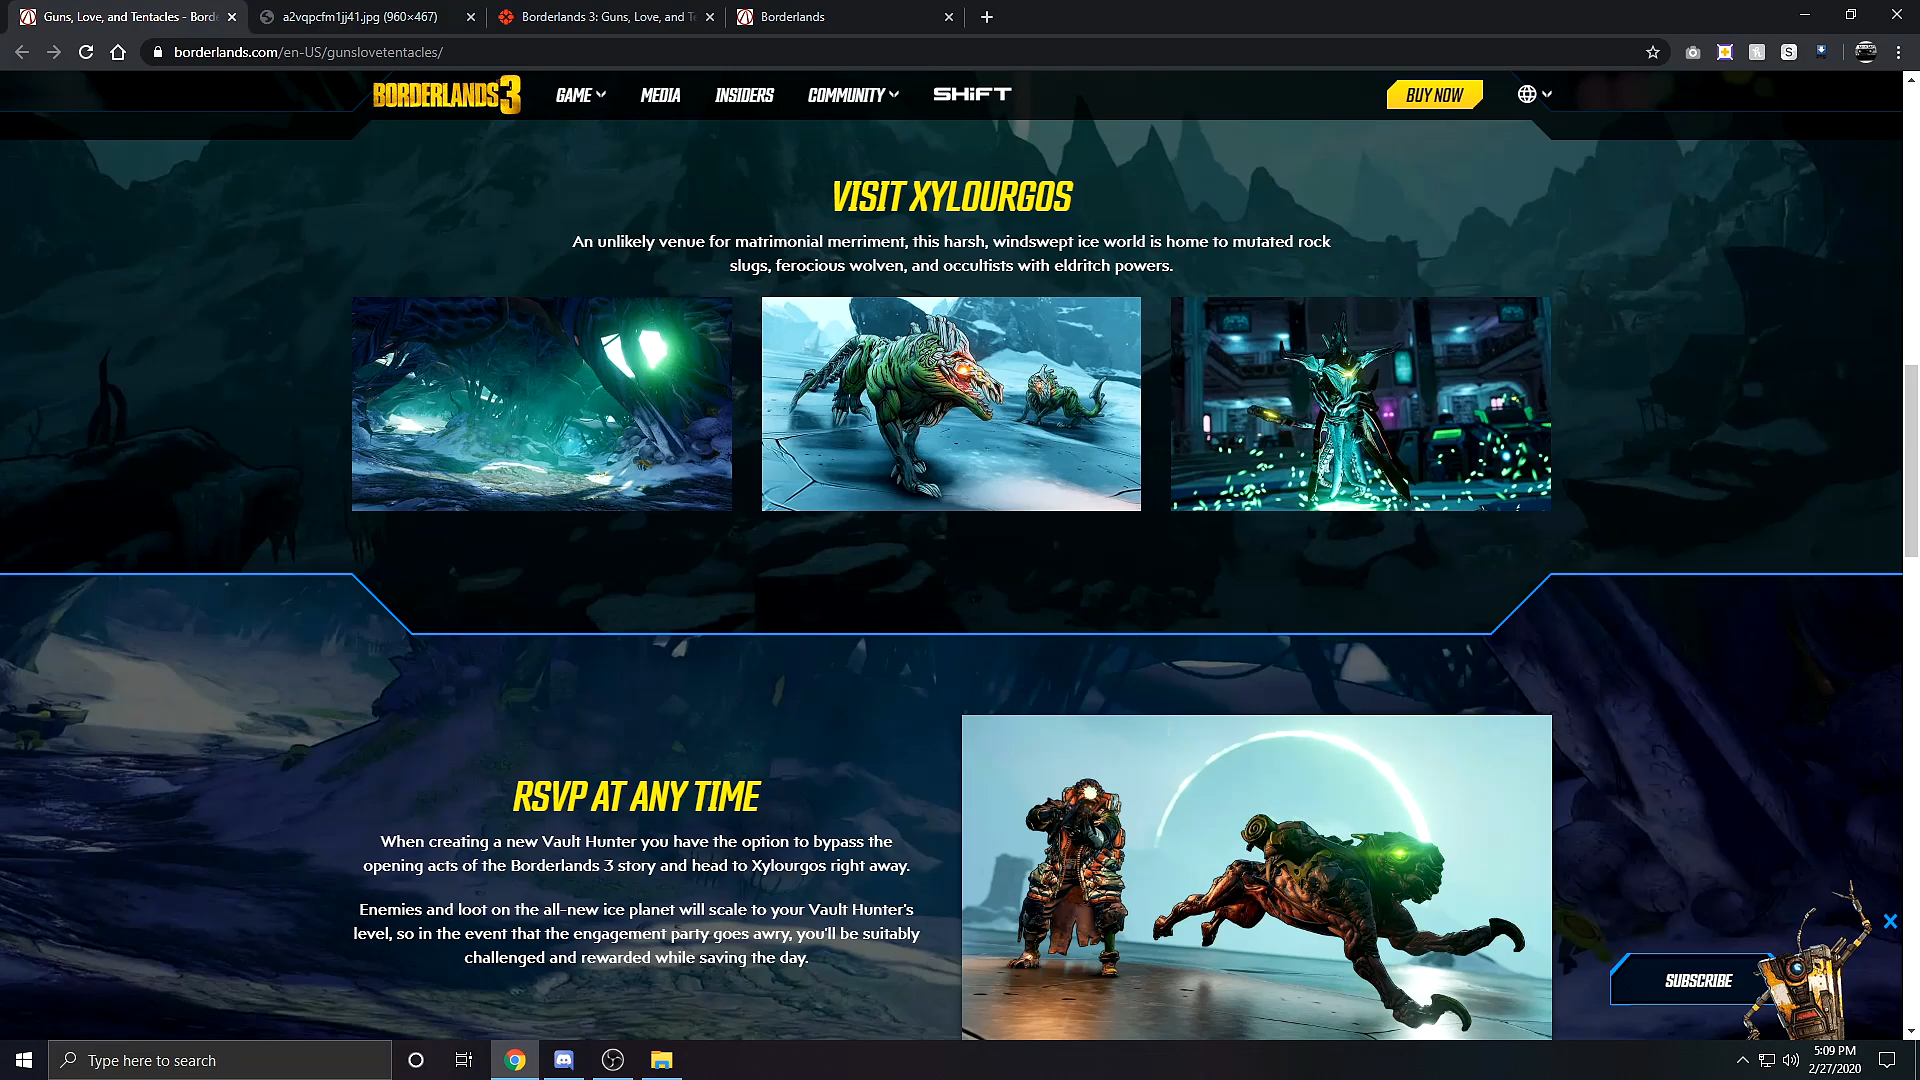 Guns, Love, and Tentacles - Bord
a2vqpcfm1jj41.jpg (960×467)
Borderlands 3: Guns, Love, and Te
Borderlands
borderlands.com/en-US/gunslovetentacles/
BORDERLANDS 3
GAME
MEDIA
INSIDERS
COMMUNITY
SHiFT
BUY NOW
VISIT XYLOURGOS
An unlikely venue for matrimonial merriment, this harsh, windswept ice world is home to mutated rock
slugs, ferocious wolven, and occultists with eldritch powers.
RSVP AT ANY TIME
When creating a new Vault Hunter you have the option to bypass the
opening acts of the Borderlands 3 story and head to Xylourgos right away.
Enemies and loot on the all-new ice planet will scale to your Vault Hunter's
level, so in the event that the engagement party goes awry, you'll be suitably
challenged and rewarded while saving the day.
SUBSCRIBE
Type here to search
5:09 PM
2/27/2020